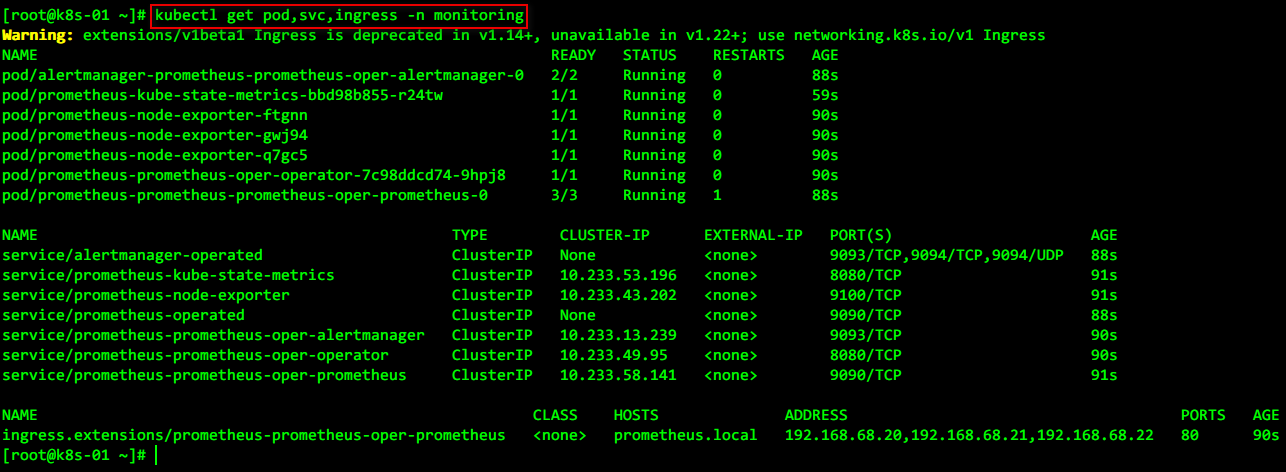 [root@k8s-01 ~]# kubectl get pod,svc,ingress -n monitoring
Warning: extensions/v1beta1 Ingress is deprecated in v1.14+, unavailable in v1.22+; use networking.k8s.io/v1 Ingress
NAME READY STATUS RESTARTS AGE
pod/alertmanager-prometheus-prometheus-oper-alertmanager-0 2/2 Running 0 88s
pod/prometheus-kube-state-metrics-bbd98b855-r24tw 1/1 Running 0 59s
pod/prometheus-node-exporter-ftgnn 1/1 Running 0 90s
pod/prometheus-node-exporter-gwj94 1/1 Running 0 90s
pod/prometheus-node-exporter-q7gc5 1/1 Running 0 90s
pod/prometheus-prometheus-oper-operator-7c98ddcd74-9hpj8 1/1 Running 0 90s
pod/prometheus-prometheus-prometheus-oper-prometheus-0 3/3 Running 1 88s
NAME TYPE CLUSTER-IP EXTERNAL-IP PORT(S) AGE
service/alertmanager-operated ClusterIP None <none> 9093/TCP,9094/TCP,9094/UDP 88s
service/prometheus-kube-state-metrics ClusterIP 10.233.53.196 <none> 8080/TCP 91s
service/prometheus-node-exporter ClusterIP 10.233.43.202 <none> 9100/TCP 91s
service/prometheus-operated ClusterIP None <none> 9090/TCP 88s
service/prometheus-prometheus-oper-alertmanager ClusterIP 10.233.13.239 <none> 9093/TCP 90s
service/prometheus-prometheus-oper-operator ClusterIP 10.233.49.95 <none> 8080/TCP 90s
service/prometheus-prometheus-oper-prometheus ClusterIP 10.233.58.141 <none> 9090/TCP 91s
NAME CLASS HOSTS ADDRESS PORTS AGE
ingress.extensions/prometheus-prometheus-oper-prometheus <none> prometheus.local 192.168.68.20,192.168.68.21,192.168.68.22 80 90s
[root@k8s-01 ~]#